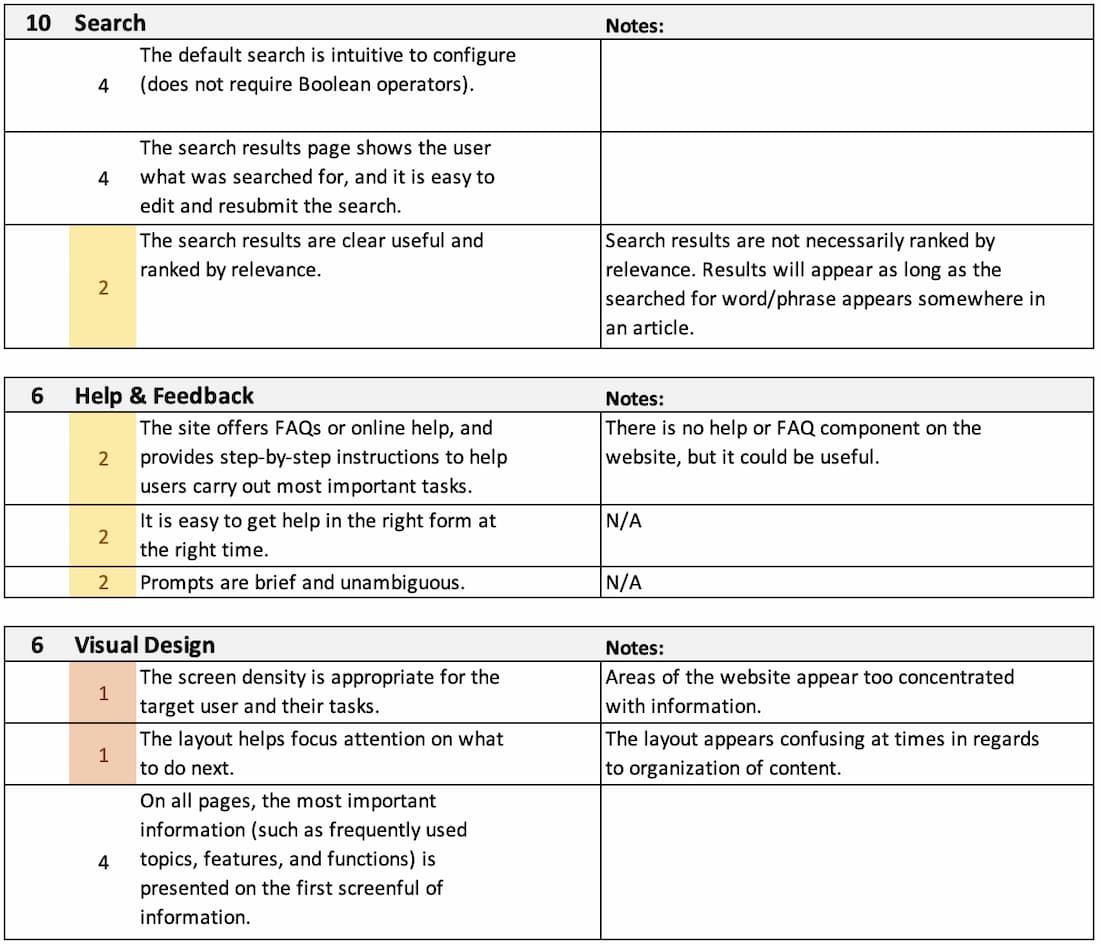 10 Search Notes:
The default search is intuitive to configure
4 (does not require Boolean operators).
The search results page shows the user
4 what was searched for, and it is easy to
edit and resubmit the search.
2 The search results are clear useful and
ranked by relevance.
Search results are not necessarily ranked by
relevance. Results will appear as long as the
searched for word/phrase appears somewhere in
an article.
6 Help & Feedback Notes:
The site offers FAQs or online help, and
2 provides step-by-step instructions to help
users carry out most important tasks.
There is no help or FAQ component on the
website, but it could be useful.
2 It is easy to get help in the right form at
the right time.
N/A
2 Prompts are brief and unambiguous.
N/A
6 Visual Design Notes:
1 The screen density is appropriate for the
target user and their tasks.
Areas of the website appear too concentrated
with information.
1 The layout helps focus attention on what
to do next.
The layout appears confusing at times in regards
to organization of content.
On all pages, the most important
information (such as frequently used
4 topics, features, and functions) is
presented on the first screenful of
information.